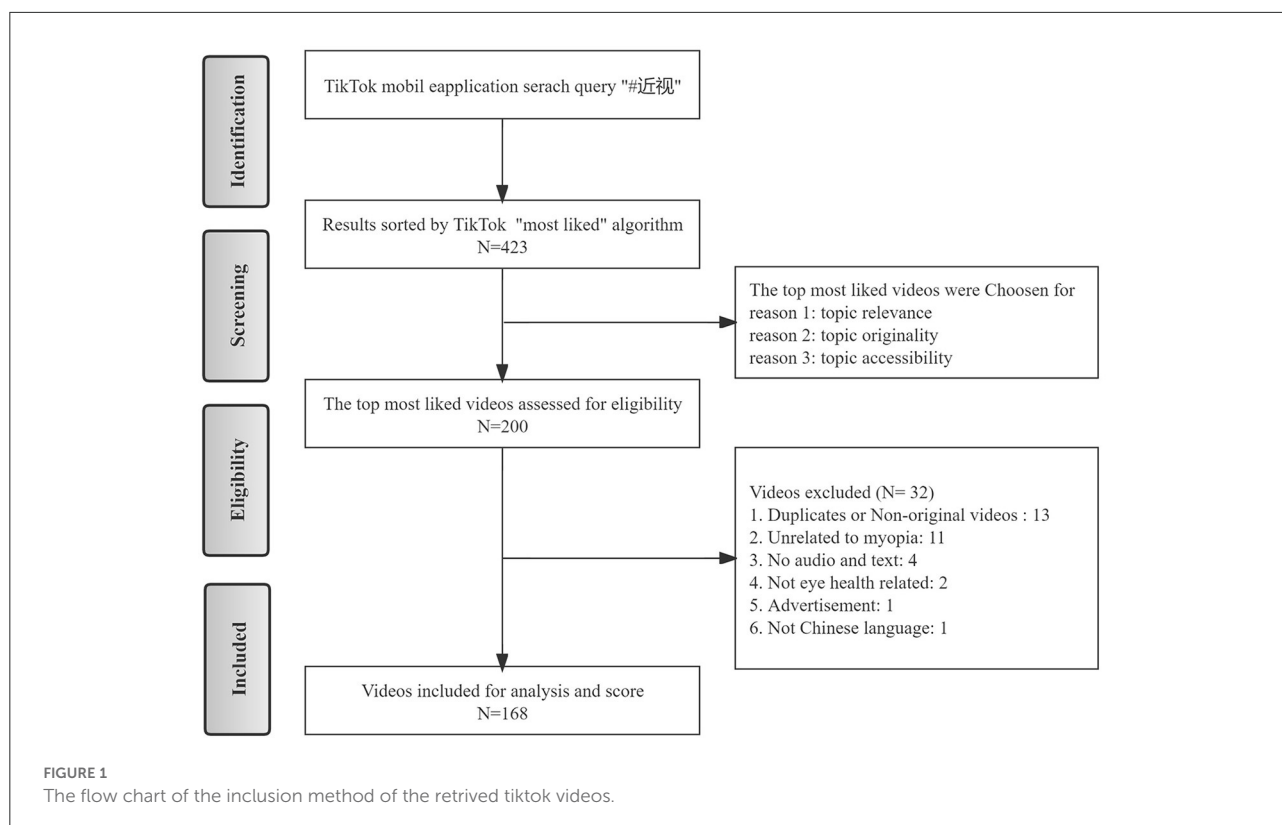 Identification
TikTok mobil eapplication serach query "#近视"
Results sorted by TikTok "most liked" algorithm
N=423
Screening
The top most liked videos were Choosen for
reason 1: topic relevance
reason 2: topic originality
reason 3: topic accessibility
The top most liked videos assessed for eligibility
N=200
Eligibility
Videos excluded (N= 32)
1. Duplicates or Non-original videos : 13
2. Unrelated to myopia: 11
3. No audio and text: 4
4. Not eye health related: 2
5. Advertisement: 1
6. Not Chinese language: 1
Included
Videos included for analysis and score
N=168
FIGURE 1
The flow chart of the inclusion method of the retrived tiktok videos.